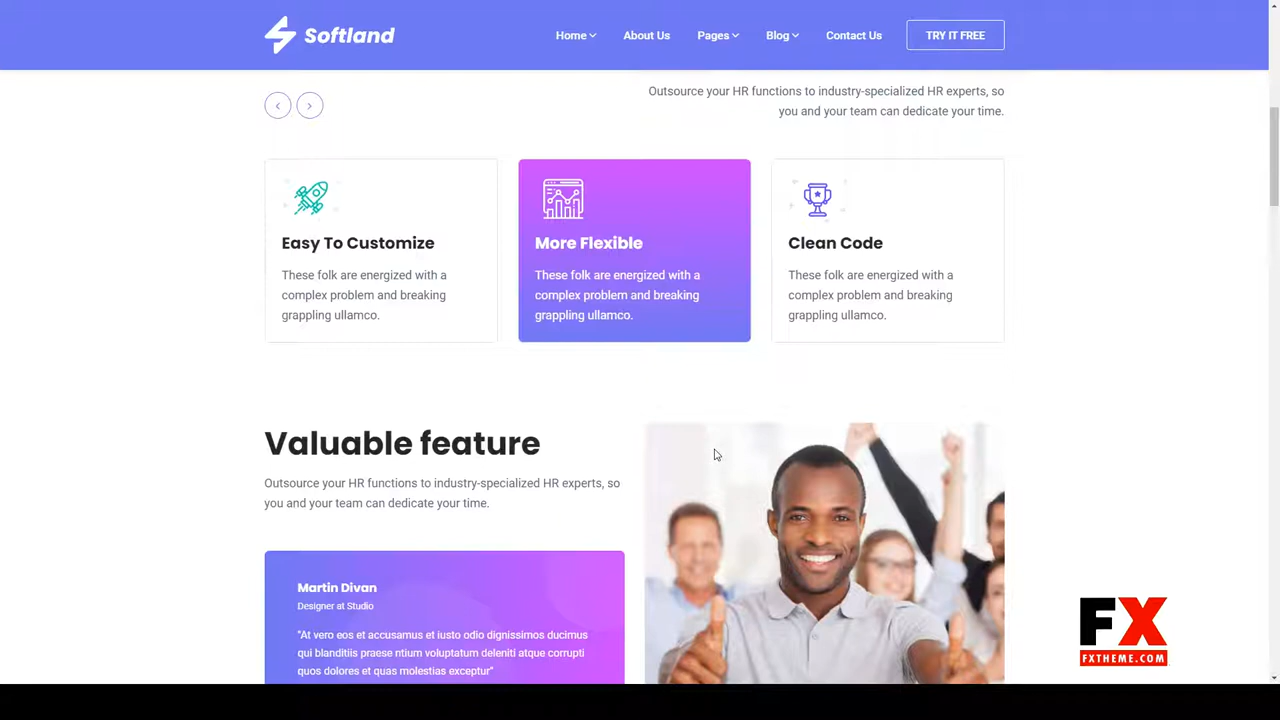 Softland
Home
About Us
Pages
Blog
Contact Us
TRY IT FREE
Outsource your HR functions to industry-specialized HR experts, so
you and your team can dedicate your time.
Easy To Customize
These folk are energized with a
complex problem and breaking
grappling ullamco.
More Flexible
These folk are energized with a
complex problem and breaking
grappling ullamco.
Clean Code
These folk are energized with a
complex problem and breaking
grappling ullamco.
Valuable feature
Outsource your HR functions to industry-specialized HR experts, so
you and your team can dedicate your time.
Martin Divan
Designer at Studio
"At vero eos et accusamus et iusto odio dignissimos ducimus
qui blanditiis praese ntium voluptatum deleniti atque corrupti
quos dolores et quas molestias exceptur"
FX
FXTHEME.COM